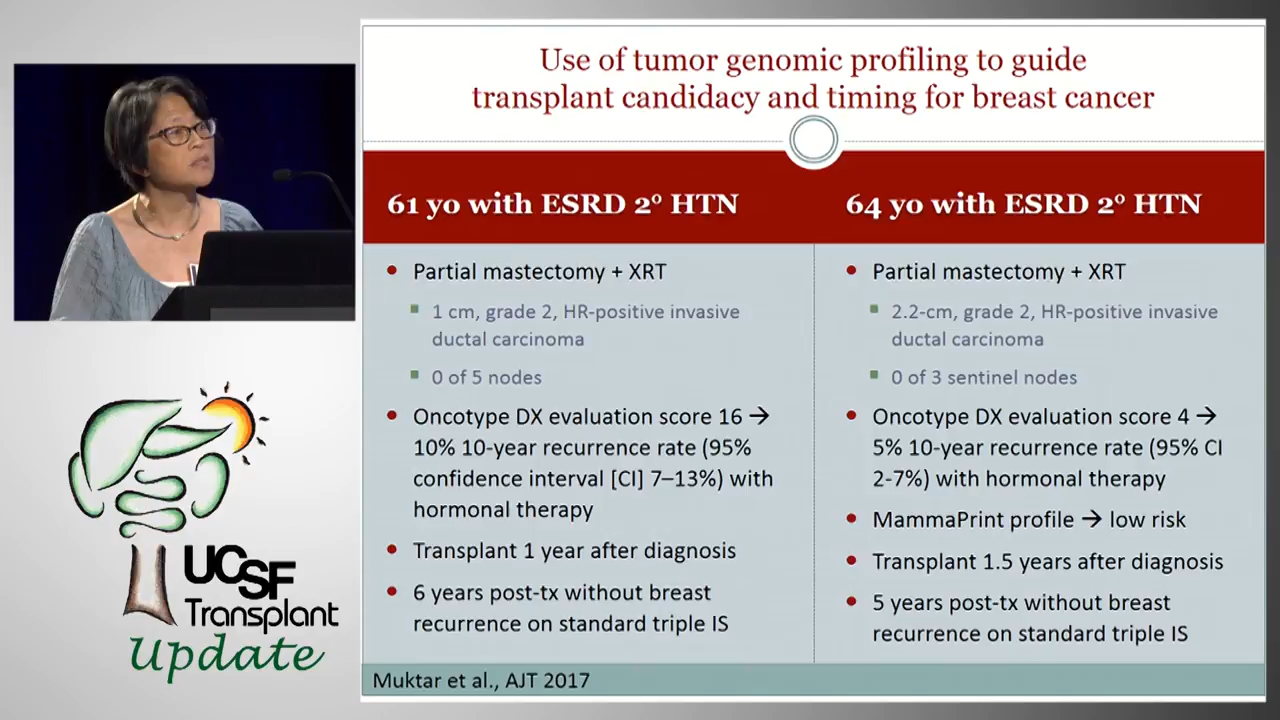 Use of tumor genomic profiling to guide
transplant candidacy and timing for breast cancer
61 yo with ESRD 2° HTN
Partial mastectomy + XRT
1 cm, grade 2, HR-positive invasive
ductal carcinoma
0 of 5 nodes
Oncotype DX evaluation score 16 →
10% 10-year recurrence rate (95%
confidence interval [CI] 7–13%) with
hormonal therapy
Transplant 1 year after diagnosis
6 years post-tx without breast
recurrence on standard triple IS
64 yo with ESRD 2° HTN
Partial mastectomy + XRT
2.2-cm, grade 2, HR-positive invasive
ductal carcinoma
0 of 3 sentinel nodes
Oncotype DX evaluation score 4 →
5% 10-year recurrence rate (95% CI
2-7%) with hormonal therapy
MammaPrint profile → low risk
Transplant 1.5 years after diagnosis
5 years post-tx without breast
recurrence on standard triple IS
Muktar et al., AJT 2017
UCSF
Transplant
Update